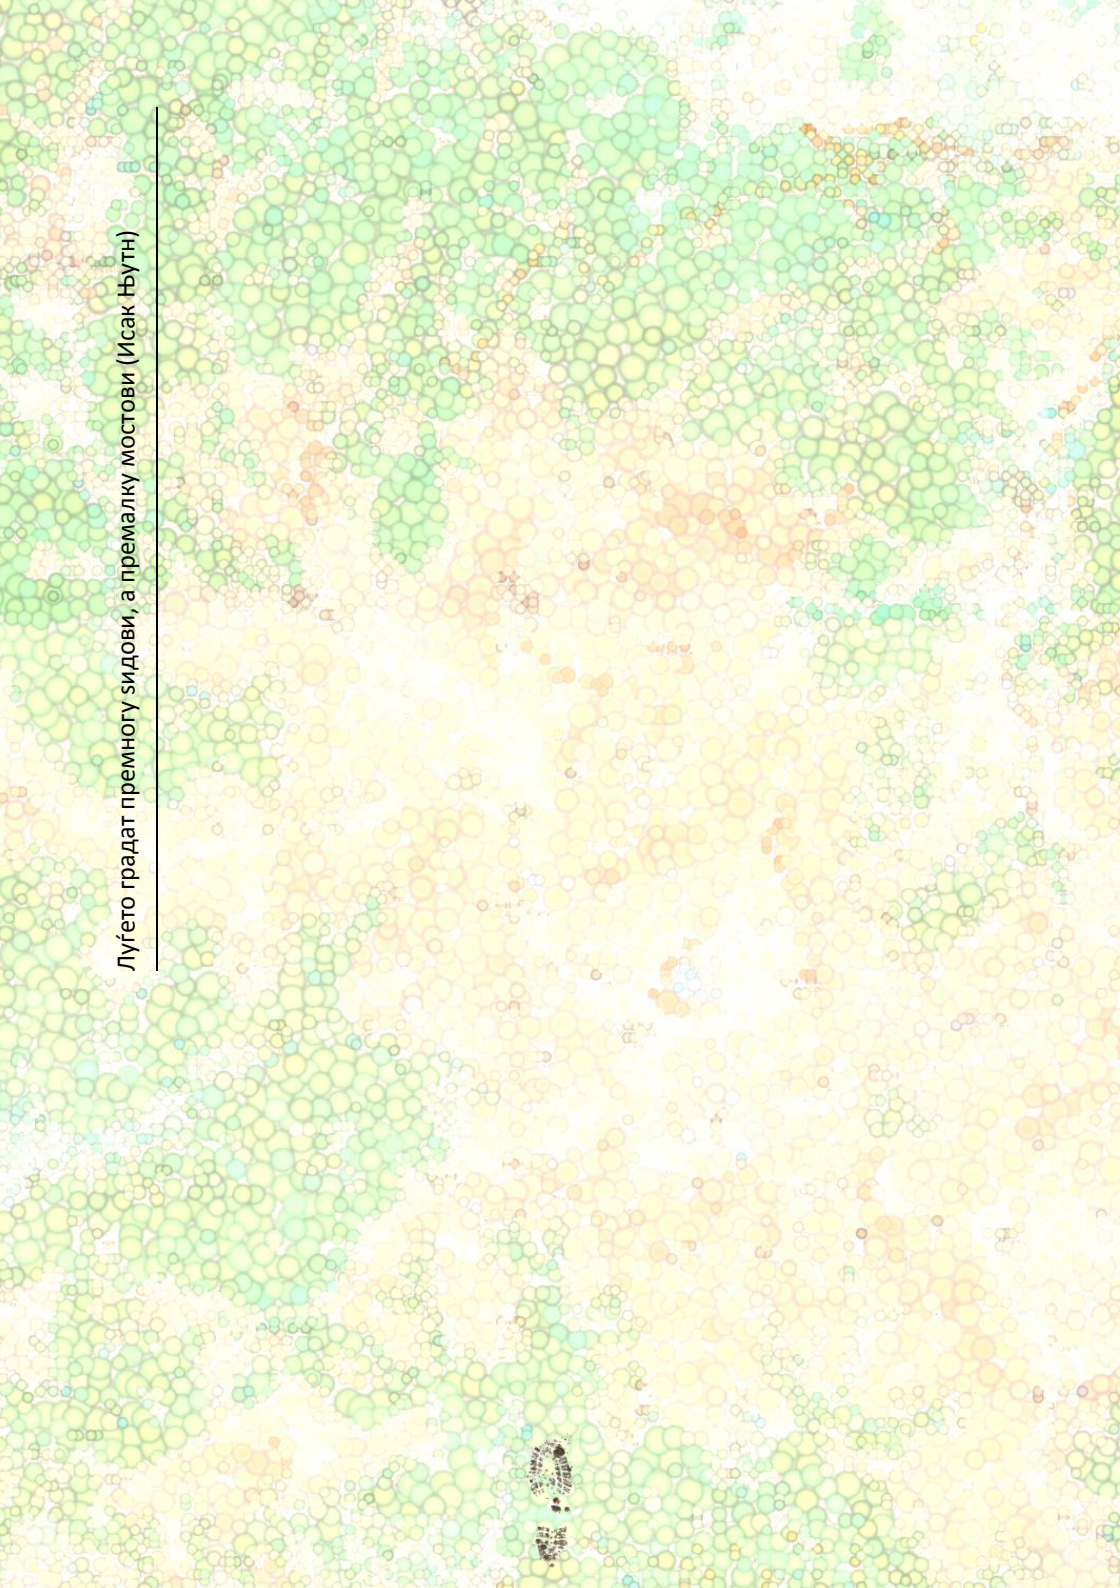 Луѓето градат премногу ѕидови, а премалку мостови (Исак Њутн)